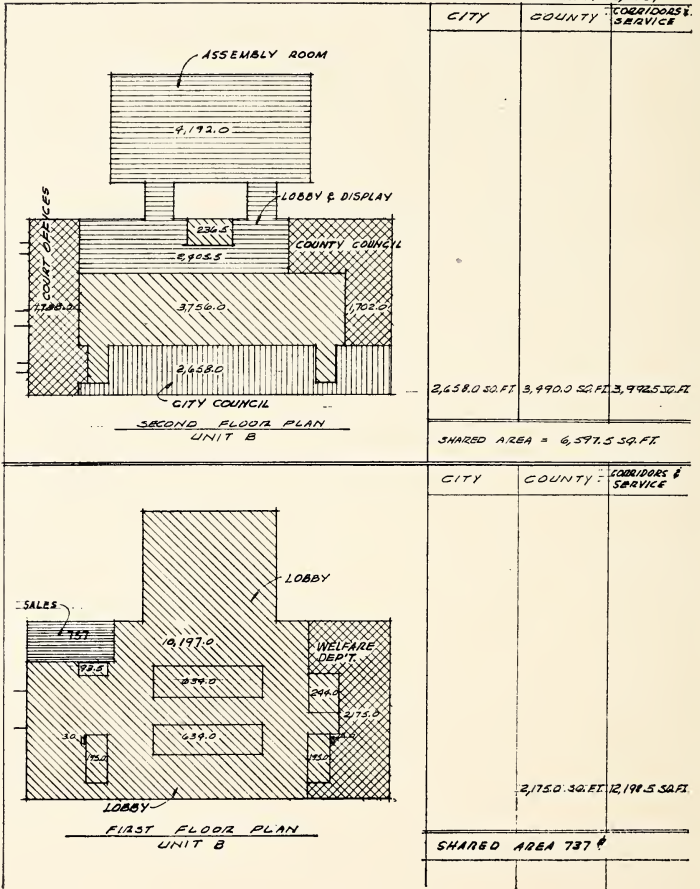 CITY COUNTY CORRIDORS & SERVICE
ASSEMBLY ROOM
4,192.0
LOBBY & DISPLAY
COURT OFFICES
236.5
COUNTY COUNCIL
2,405.5
3,756.0
1,702.0
2,658.0
CITY COUNCIL
2,658.0 SQ.FT. 3,490.0 SQ.FT. 3,992.5 SQ.FT.
SECOND FLOOR PLAN
UNIT B
SHARED AREA = 6,597.5 SQ.FT.
CITY COUNTY CORRIDORS & SERVICE
LOBBY
SALES
10,197.0
WELFARE DEP'T.
244.0
2,175.0
634.0
3.0
195.0
195.0
LOBBY
2,175.0 SQ.FT. 12,198.5 SQ.FT.
FIRST FLOOR PLAN
UNIT B
SHARED AREA 737